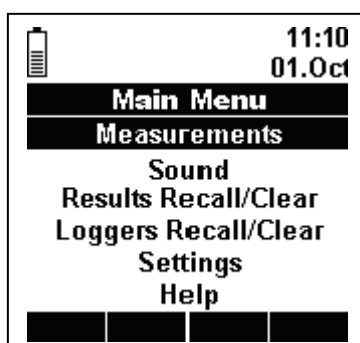 11:10
01.Oct
Main Menu
Measurements
Sound
Results Recall/Clear
Loggers Recall/Clear
Settings
Help